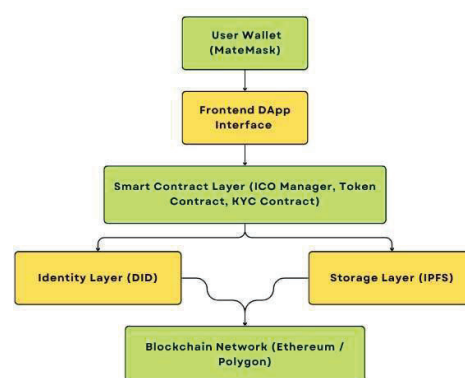 User Wallet
(MateMask)
Frontend DApp
Interface
Smart Contract Layer (ICO Manager, Token
Contract, KYC Contract)
Identity Layer (DID)
Storage Layer (IPFS)
Blockchain Network (Ethereum /
Polygon)